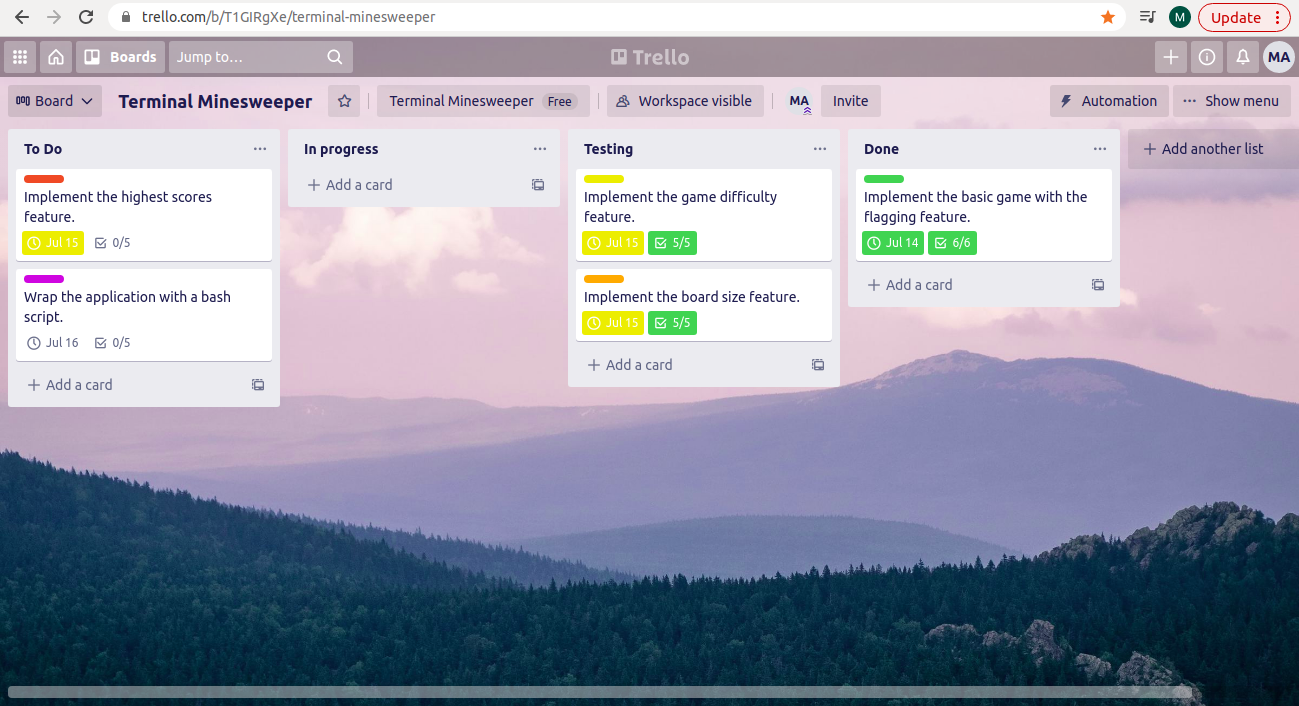 trello.com/b/T1GIRgXe/terminal-minesweeper
M
Update
Boards
Jump to...
Trello
MA
Board
Terminal Minesweeper
Terminal Minesweeper Free
Workspace visible
MA
Invite
Automation
Show menu
To Do
Implement the highest scores
feature.
Jul 15 0/5
Wrap the application with a bash
script.
Jul 16 0/5
Add a card
In progress
Add a card
Testing
Implement the game difficulty
feature.
Jul 15 5/5
Implement the board size feature.
Jul 15 5/5
Add a card
Done
Implement the basic game with the
flagging feature.
Jul 14 6/6
Add a card
Add another list